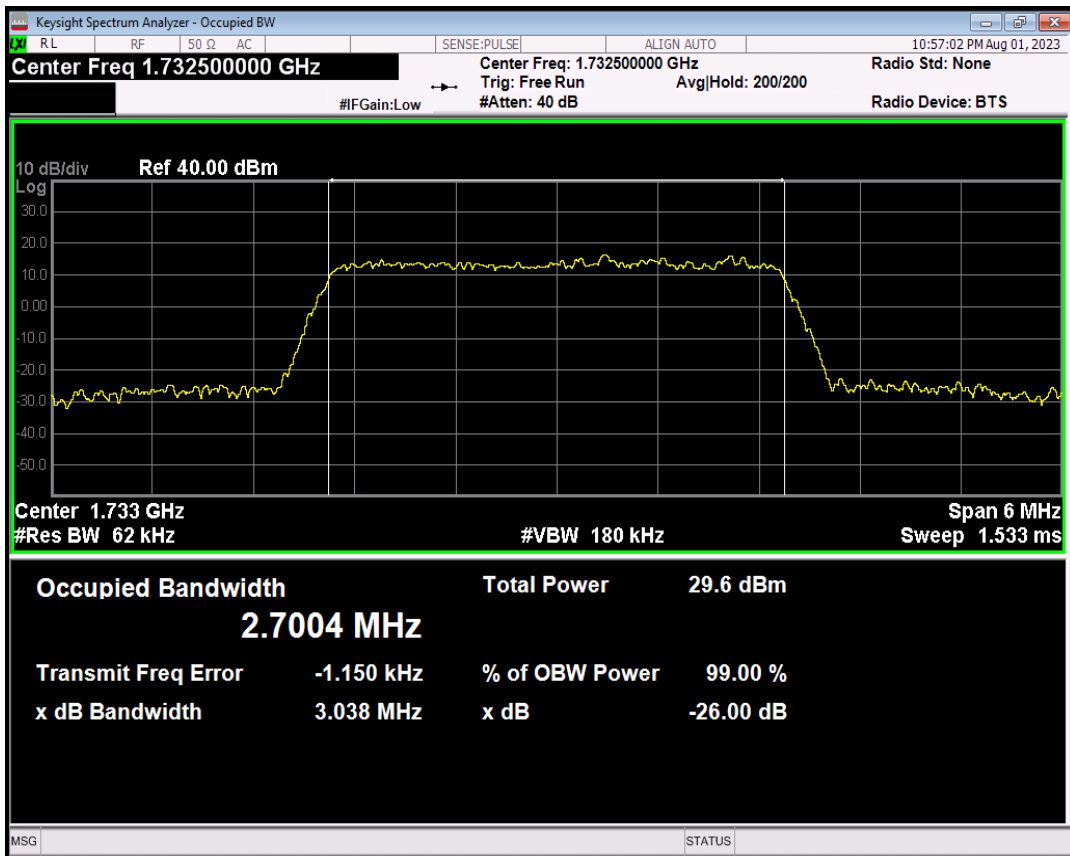 Keysight Spectrum Analyzer - Occupied BW
LXI RL RF 50 Ω AC SENSE:PULSE ALIGN AUTO 10:57:02 PM Aug 01, 2023
Center Freq 1.732500000 GHz Center Freq: 1.732500000 GHz Radio Std: None
Trig: Free Run Avg|Hold: 200/200
#IFGain:Low #Atten: 40 dB Radio Device: BTS
10 dB/div Ref 40.00 dBm
Log
30.0
20.0
10.0
0.00
-10.0
-20.0
-30.0
-40.0
-50.0
Center 1.733 GHz Span 6 MHz
#Res BW 62 kHz #VBW 180 kHz Sweep 1.533 ms
Occupied Bandwidth Total Power 29.6 dBm
2.7004 MHz
Transmit Freq Error -1.150 kHz % of OBW Power 99.00 %
x dB Bandwidth 3.038 MHz x dB -26.00 dB
MSG STATUS